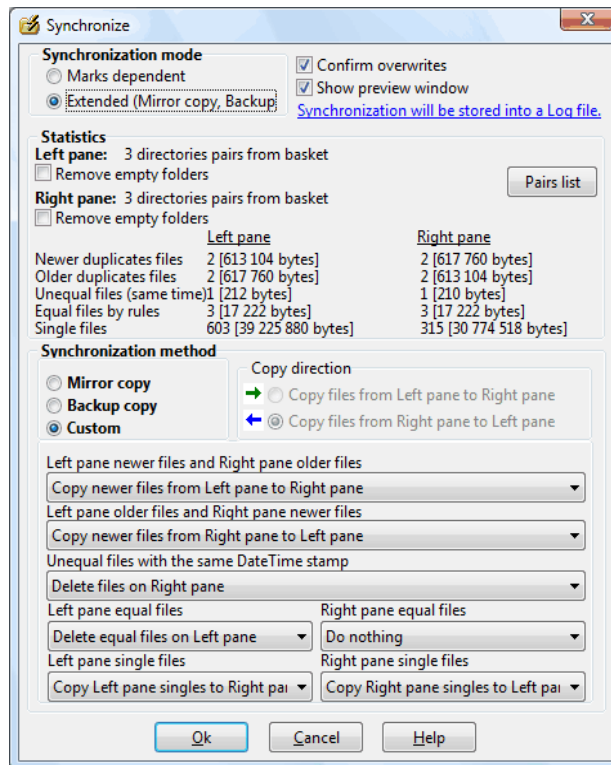 Synchronize
Synchronization mode
Marks dependent
Extended (Mirror copy, Backup
Confirm overwrites
Show preview window
Synchronization will be stored into a Log file.
Statistics
Left pane: 3 directories pairs from basket
Remove empty folders
Pairs list
Right pane: 3 directories pairs from basket
Remove empty folders
Left pane Right pane
Newer duplicates files 2 [613 104 bytes] 2 [617 760 bytes]
Older duplicates files 2 [617 760 bytes] 2 [613 104 bytes]
Unequal files (same time) 1 [212 bytes] 1 [210 bytes]
Equal files by rules 3 [17 222 bytes] 3 [17 222 bytes]
Single files 603 [39 225 880 bytes] 315 [30 774 518 bytes]
Synchronization method
Mirror copy
Backup copy
Custom
Copy direction
Copy files from Left pane to Right pane
Copy files from Right pane to Left pane
Left pane newer files and Right pane older files
Copy newer files from Left pane to Right pane
Left pane older files and Right pane newer files
Copy newer files from Right pane to Left pane
Unequal files with the same DateTime stamp
Delete files on Right pane
Left pane equal files Right pane equal files
Delete equal files on Left pane Do nothing
Left pane single files Right pane single files
Copy Left pane singles to Right pa Copy Right pane singles to Left pa
Ok Cancel Help